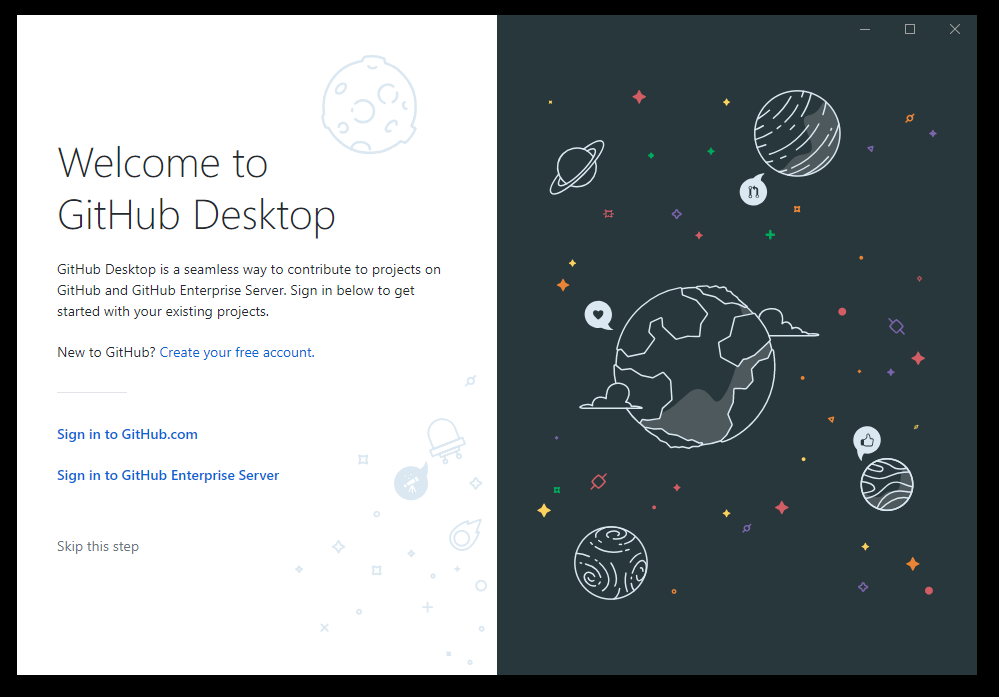 Welcome to
GitHub Desktop
GitHub Desktop is a seamless way to contribute to projects on
GitHub and GitHub Enterprise Server. Sign in below to get
started with your existing projects.
New to GitHub? Create your free account.
Sign in to GitHub.com
Sign in to GitHub Enterprise Server
Skip this step